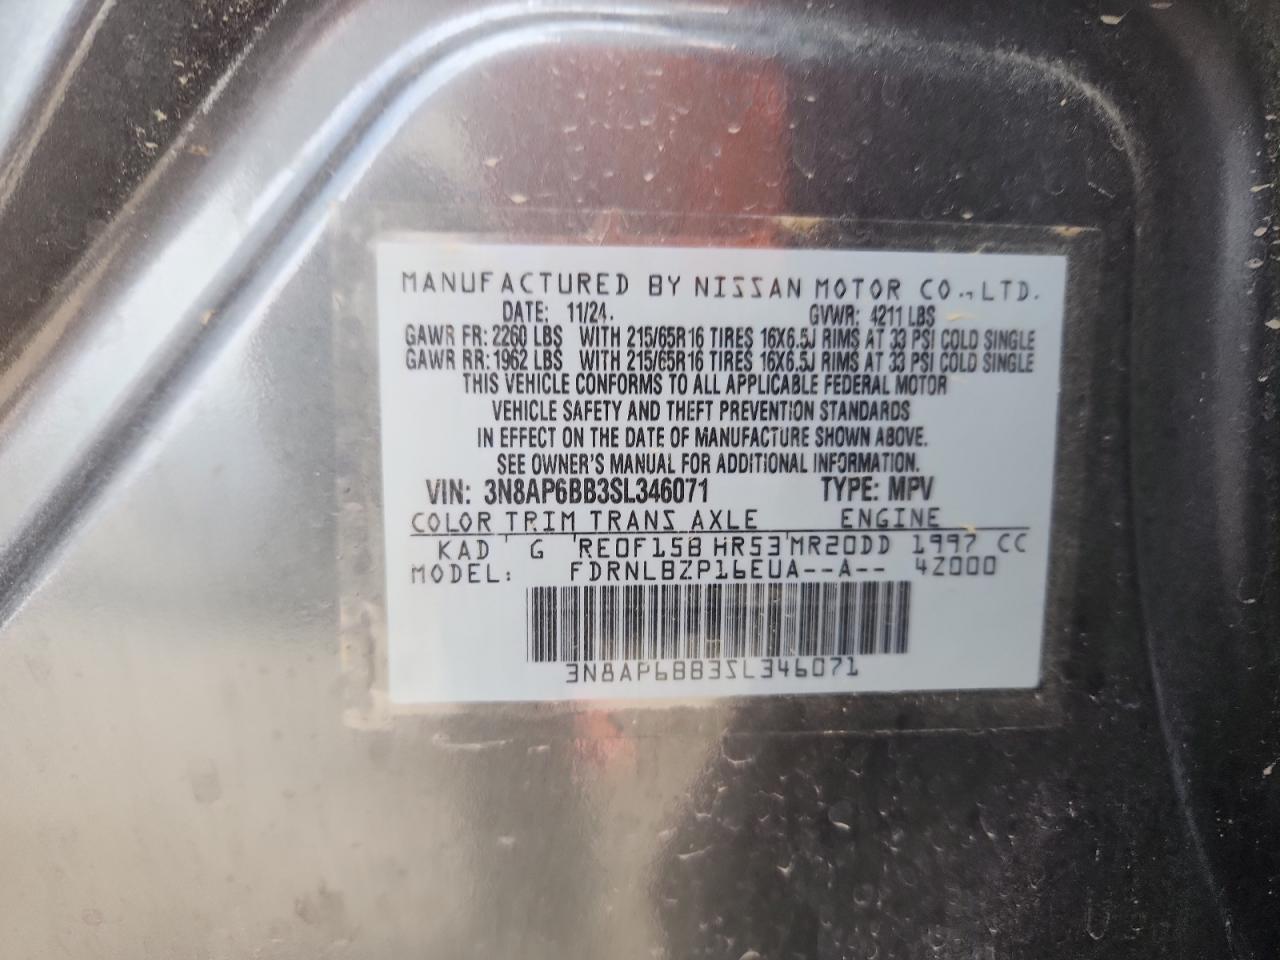 MANUFACTURED BY NISSAN MOTOR CO., LTD.
DATE: 11/24. GVWR: 4211 LBS
GAWR FR: 2260 LBS WITH 215/65R16 TIRES 16X6.5J RIMS AT 33 PSI COLD SINGLE
GAWR RR: 1962 LBS WITH 215/65R16 TIRES 16X6.5J RIMS AT 33 PSI COLD SINGLE
THIS VEHICLE CONFORMS TO ALL APPLICABLE FEDERAL MOTOR
VEHICLE SAFETY AND THEFT PREVENTION STANDARDS
IN EFFECT ON THE DATE OF MANUFACTURE SHOWN ABOVE.
SEE OWNER'S MANUAL FOR ADDITIONAL INFORMATION.
VIN: 3N8AP6BB3SL346071 TYPE: MPV
COLOR TRIM TRANS AXLE ENGINE
KAD G RE0F15B HR53 MR20DD 1997 CC
MODEL: FDRNLBZP16EUA--A-- 4Z000
3N8AP6BB3SL346071